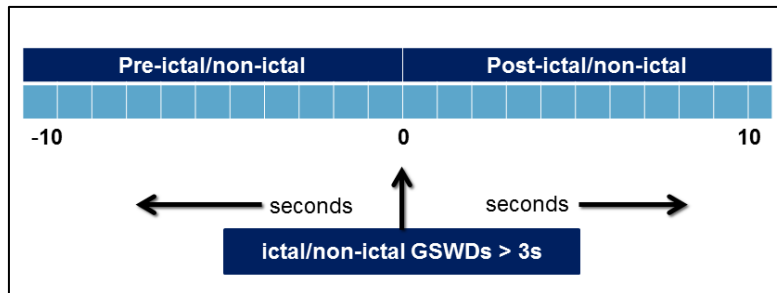 Pre-ictal/non-ictal Post-ictal/non-ictal
-10 0 10
seconds seconds
ictal/non-ictal GSWDs > 3s